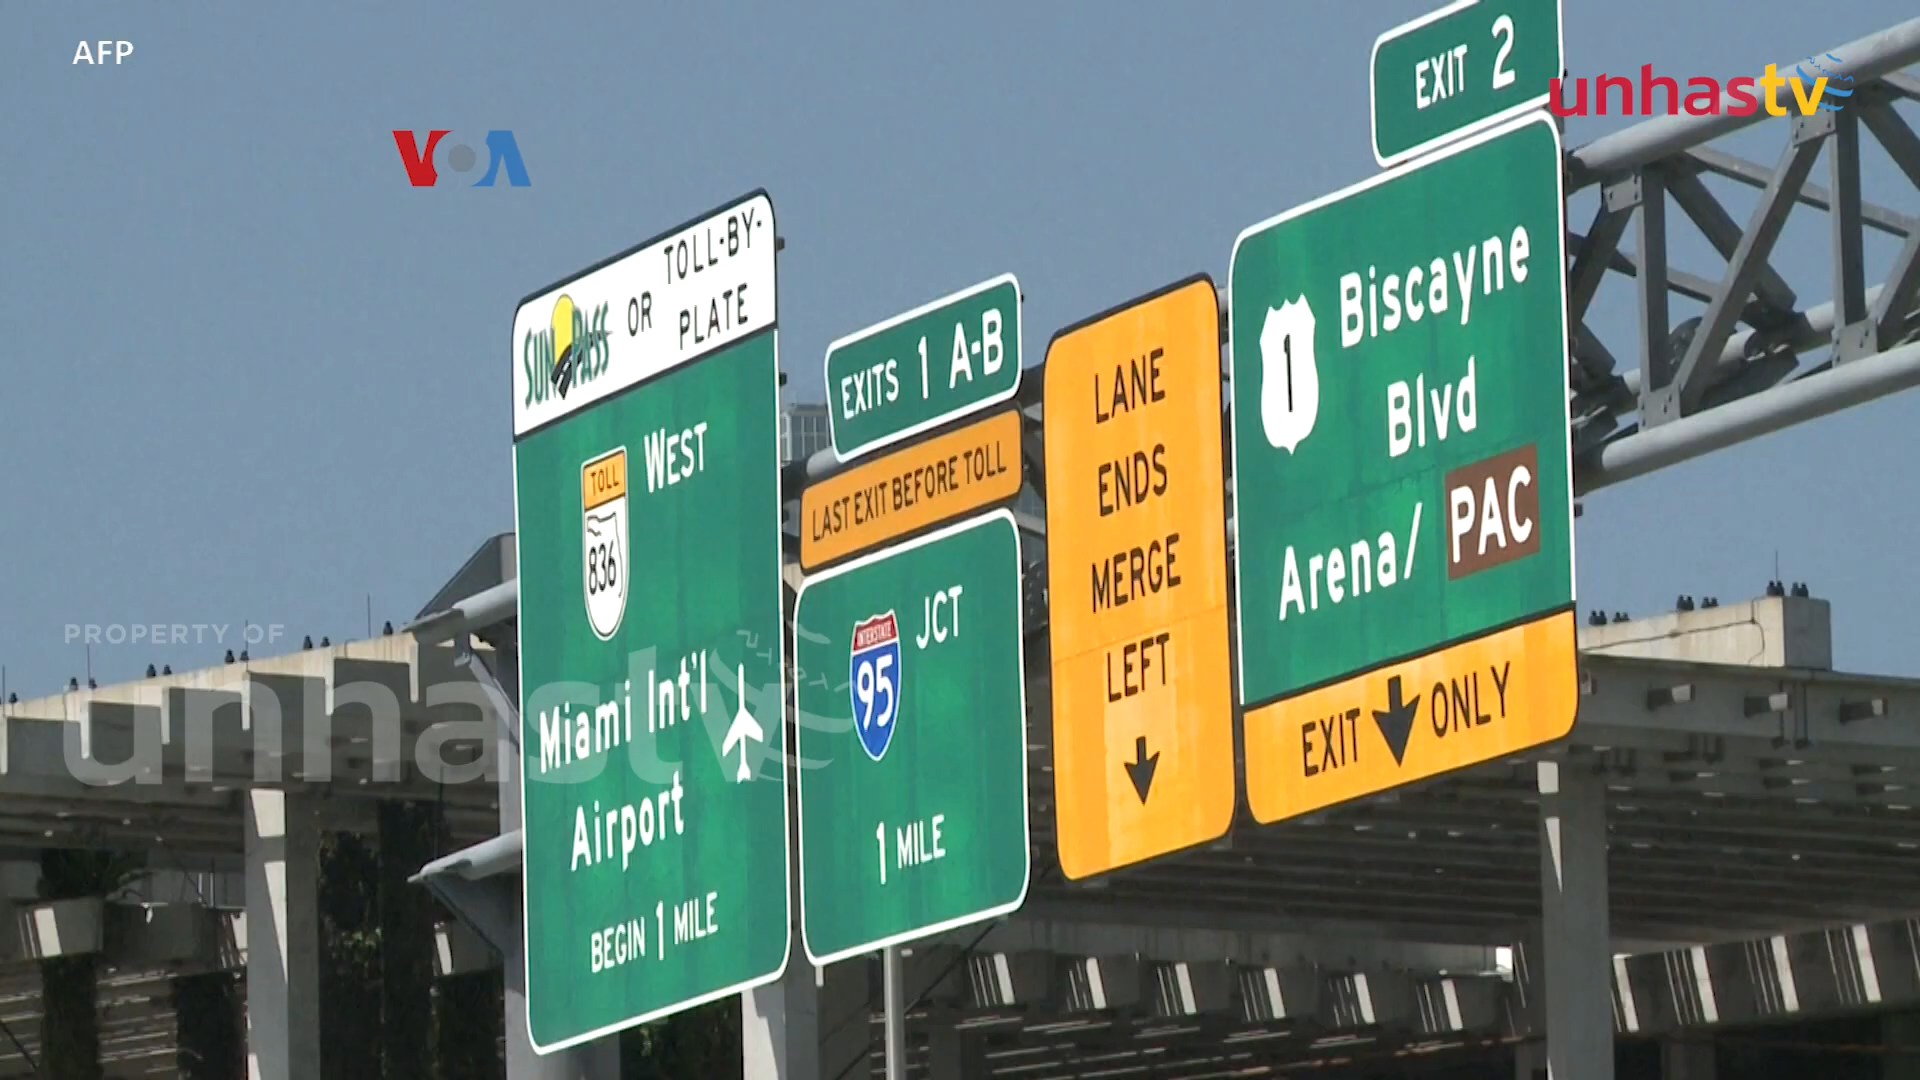 AFP
VOA
unhastv
SUNPASS OR TOLL-BY-
PLATE
TOLL
836
WEST
Miami Int'l
Airport
BEGIN 1 MILE
EXITS 1 A-B
LAST EXIT BEFORE TOLL
INTERSTATE
95
JCT
1 MILE
LANE
ENDS
MERGE
LEFT
EXIT 2
1
Biscayne
Blvd
Arena/ PAC
EXIT ONLY
PROPERTY OF
unhastv